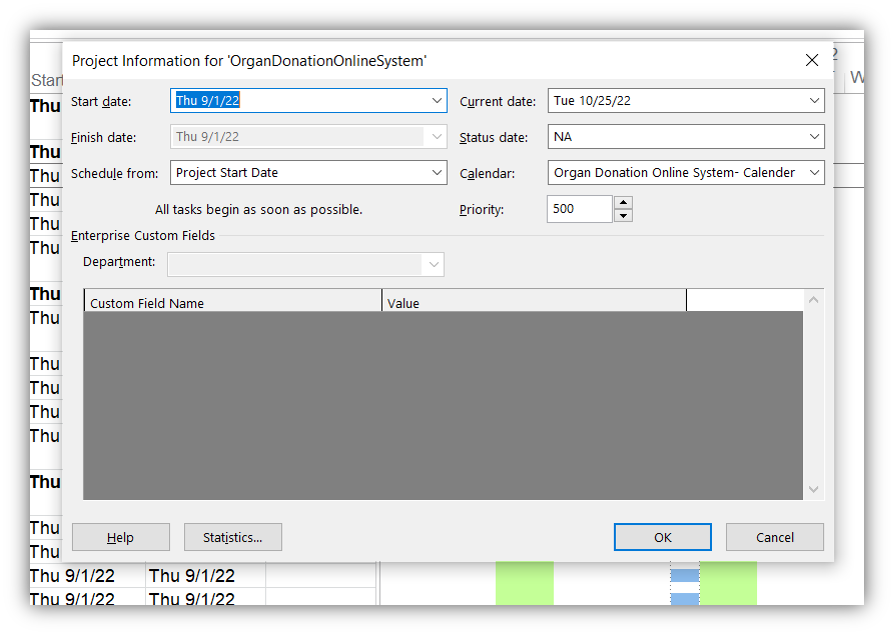 Project Information for 'OrganDonationOnlineSystem'
Start
Start date: Thu 9/1/22 Current date: Tue 10/25/22
Thu
Finish date: Thu 9/1/22 Status date: NA
Thu
Schedule from: Project Start Date Calendar: Organ Donation Online System- Calender
Thu
Thu
All tasks begin as soon as possible. Priority: 500
Thu
Enterprise Custom Fields
Thu
Department:
Thu
Custom Field Name Value
Thu
Thu
Thu
Thu
Thu
Thu
Thu
Help Statistics... OK Cancel
Thu
Thu 9/1/22 Thu 9/1/22
Thu 9/1/22 Thu 9/1/22